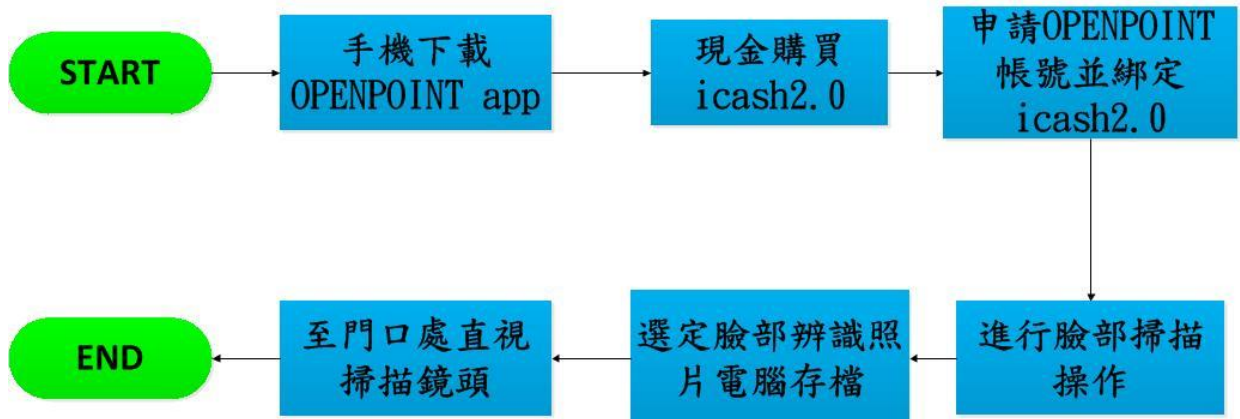 START
手機下載
OPENPOINT app
現金購買
icash2.0
申請OPENPOINT
帳號並綁定
icash2.0
進行臉部掃描
操作
選定臉部辨識照
片電腦存檔
至門口處直視
掃描鏡頭
END